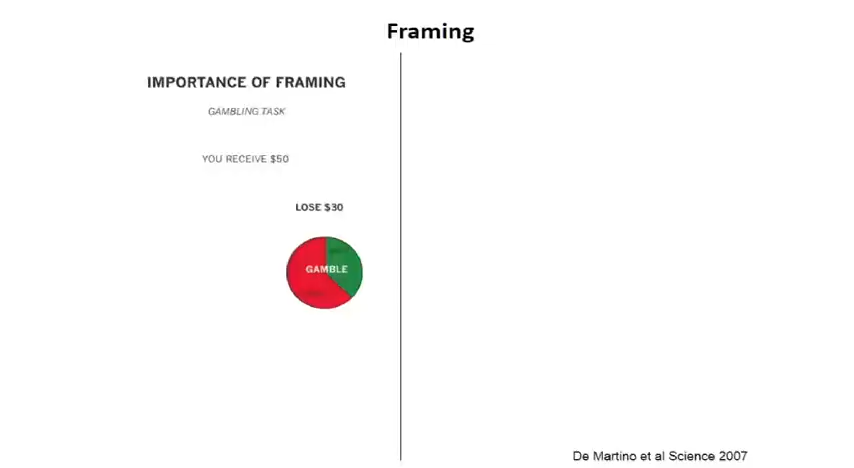 Framing
IMPORTANCE OF FRAMING
GAMBLING TASK
YOU RECEIVE $50
LOSE $30
GAMBLE
De Martino et al Science 2007